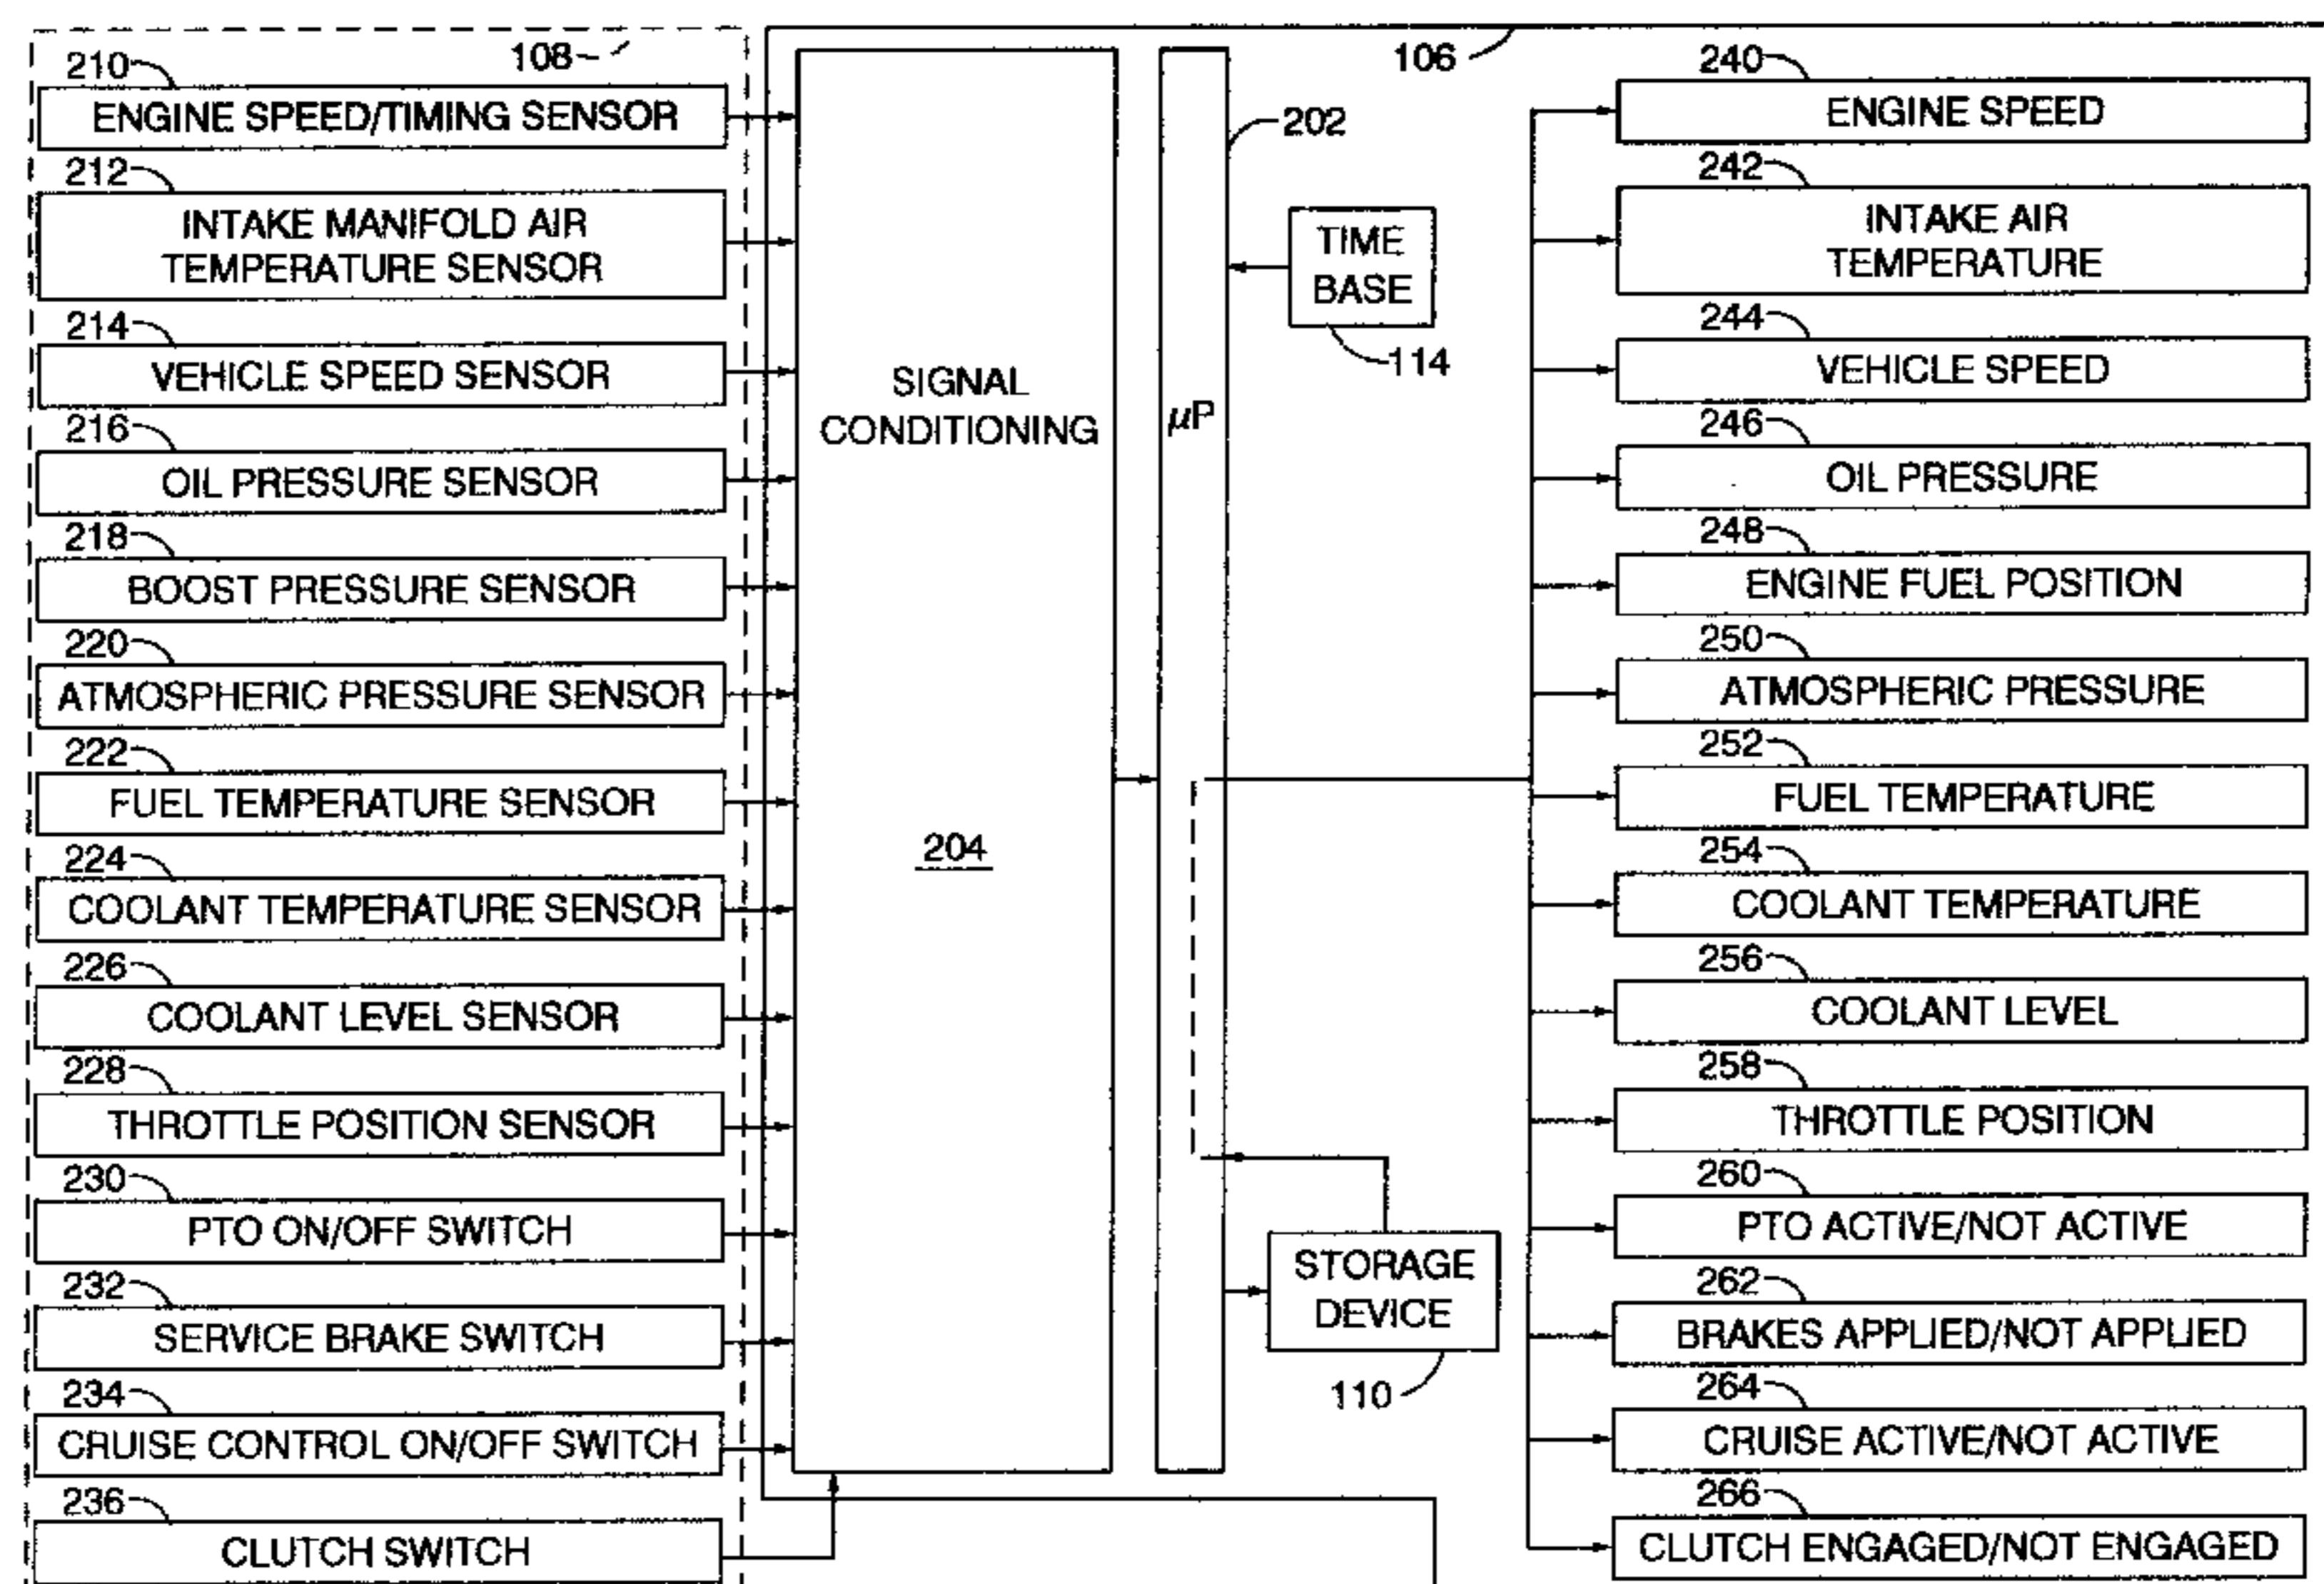 108
210
ENGINE SPEED/TIMING SENSOR
212
INTAKE MANIFOLD AIR
TEMPERATURE SENSOR
214
VEHICLE SPEED SENSOR
216
OIL PRESSURE SENSOR
218
BOOST PRESSURE SENSOR
220
ATMOSPHERIC PRESSURE SENSOR
222
FUEL TEMPERATURE SENSOR
224
COOLANT TEMPERATURE SENSOR
226
COOLANT LEVEL SENSOR
228
THROTTLE POSITION SENSOR
230
PTO ON/OFF SWITCH
232
SERVICE BRAKE SWITCH
234
CRUISE CONTROL ON/OFF SWITCH
236
CLUTCH SWITCH
SIGNAL
CONDITIONING
204
106
202
μP
TIME
BASE
114
STORAGE
DEVICE
110
240
ENGINE SPEED
242
INTAKE AIR
TEMPERATURE
244
VEHICLE SPEED
246
OIL PRESSURE
248
ENGINE FUEL POSITION
250
ATMOSPHERIC PRESSURE
252
FUEL TEMPERATURE
254
COOLANT TEMPERATURE
256
COOLANT LEVEL
258
THROTTLE POSITION
260
PTO ACTIVE/NOT ACTIVE
262
BRAKES APPLIED/NOT APPLIED
264
CRUISE ACTIVE/NOT ACTIVE
266
CLUTCH ENGAGED/NOT ENGAGED